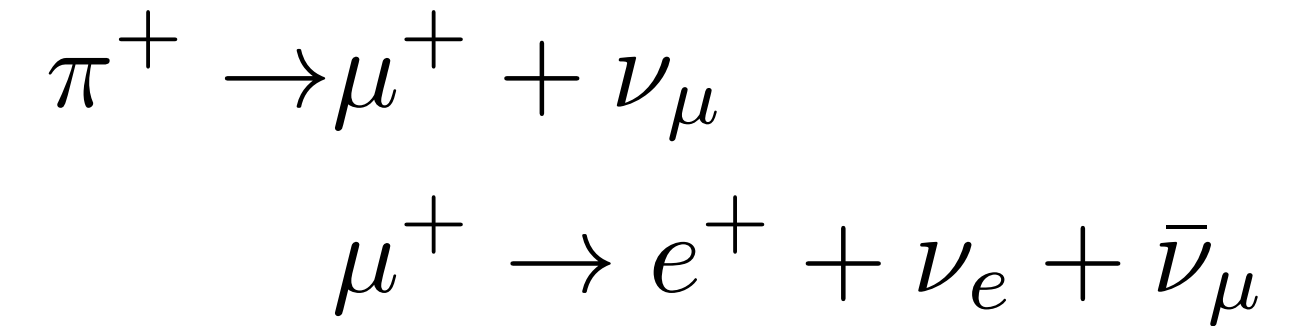 π⁺ → μ⁺ + ν_μ
μ⁺ → e⁺ + ν_e + ν̄_μ